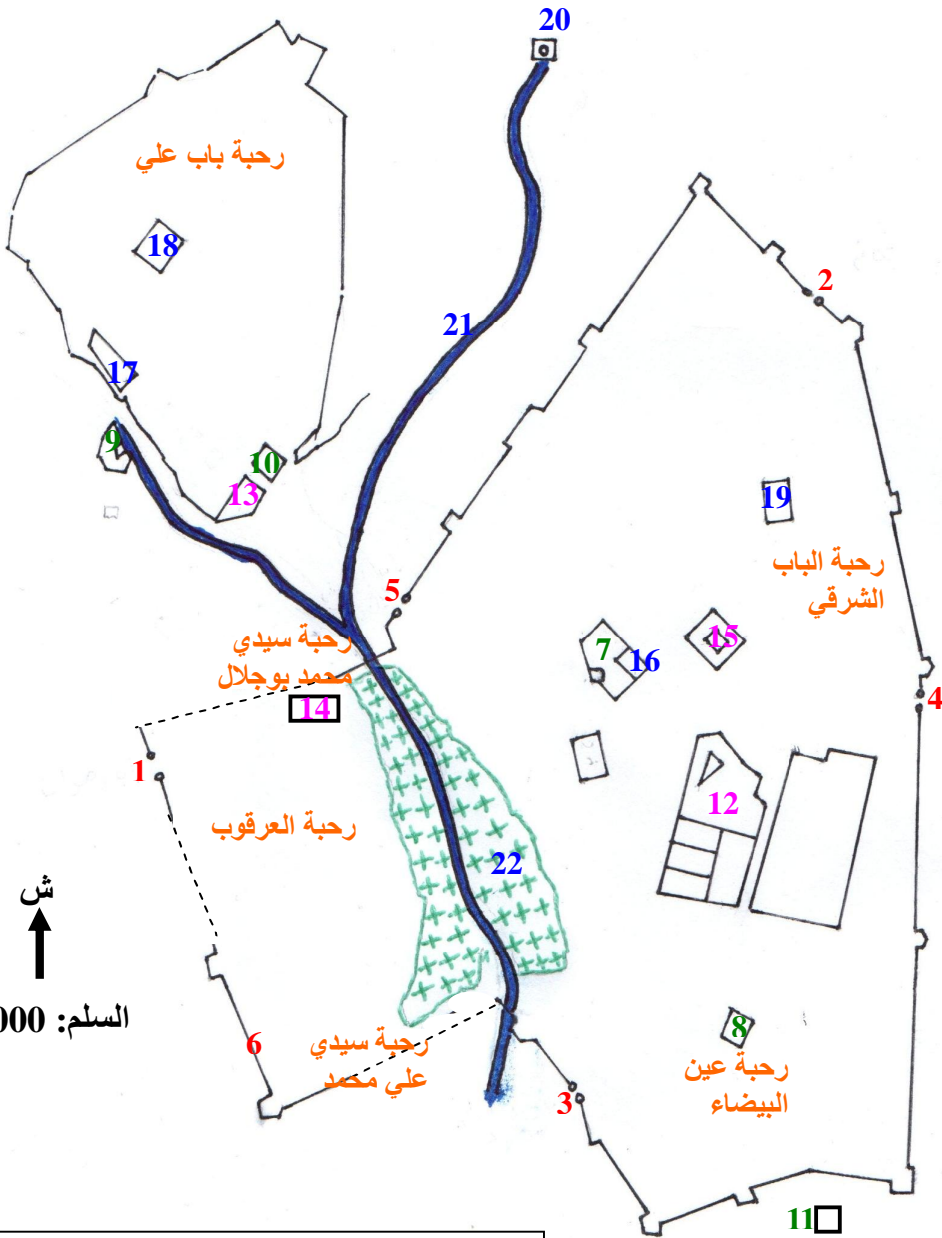 20
رحبة باب علي
18
2
21
17
9
10
13
19
رحبة الباب
الشرقي
5
7
16
15
رحبة سيدي
محمد بوجلال
14
4
1
12
رحبة العرقوب
22
ش
السلم: 000
6
رحبة سيدي
علي محمد
8
رحبة عين
البيضاء
3
11